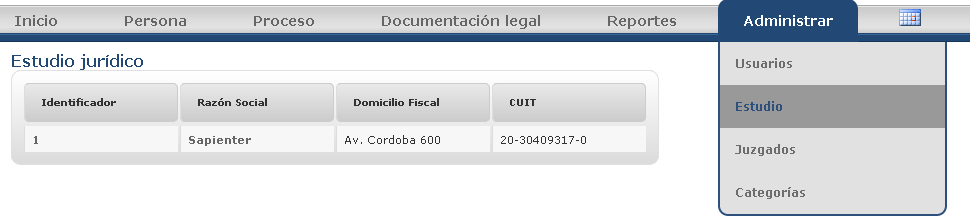 Inicio Persona Proceso Documentación legal Reportes Administrar
Estudio jurídico
Identificador Razón Social Domicilio Fiscal CUIT
1 Sapienter Av. Cordoba 600 20-30409317-0
Usuarios
Estudio
Juzgados
Categorías